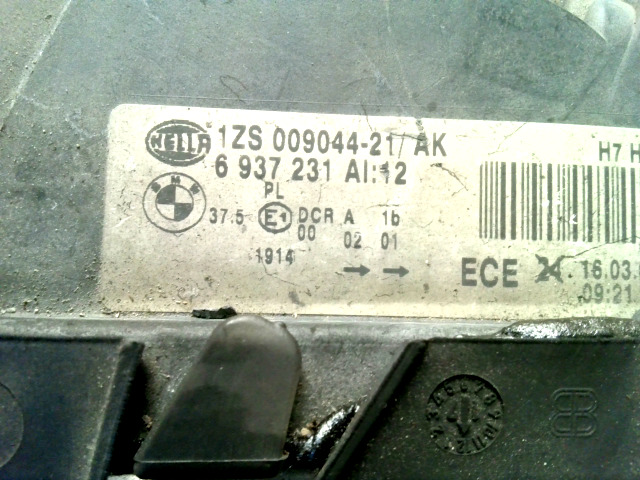 HELLA 1ZS 009044-21/ AK
6 937 231 AI:12
H7 H
BMW
PL
37.5 E1 DCR A 1b
00 02 01
1914 → →
ECE 16.03.
09:21